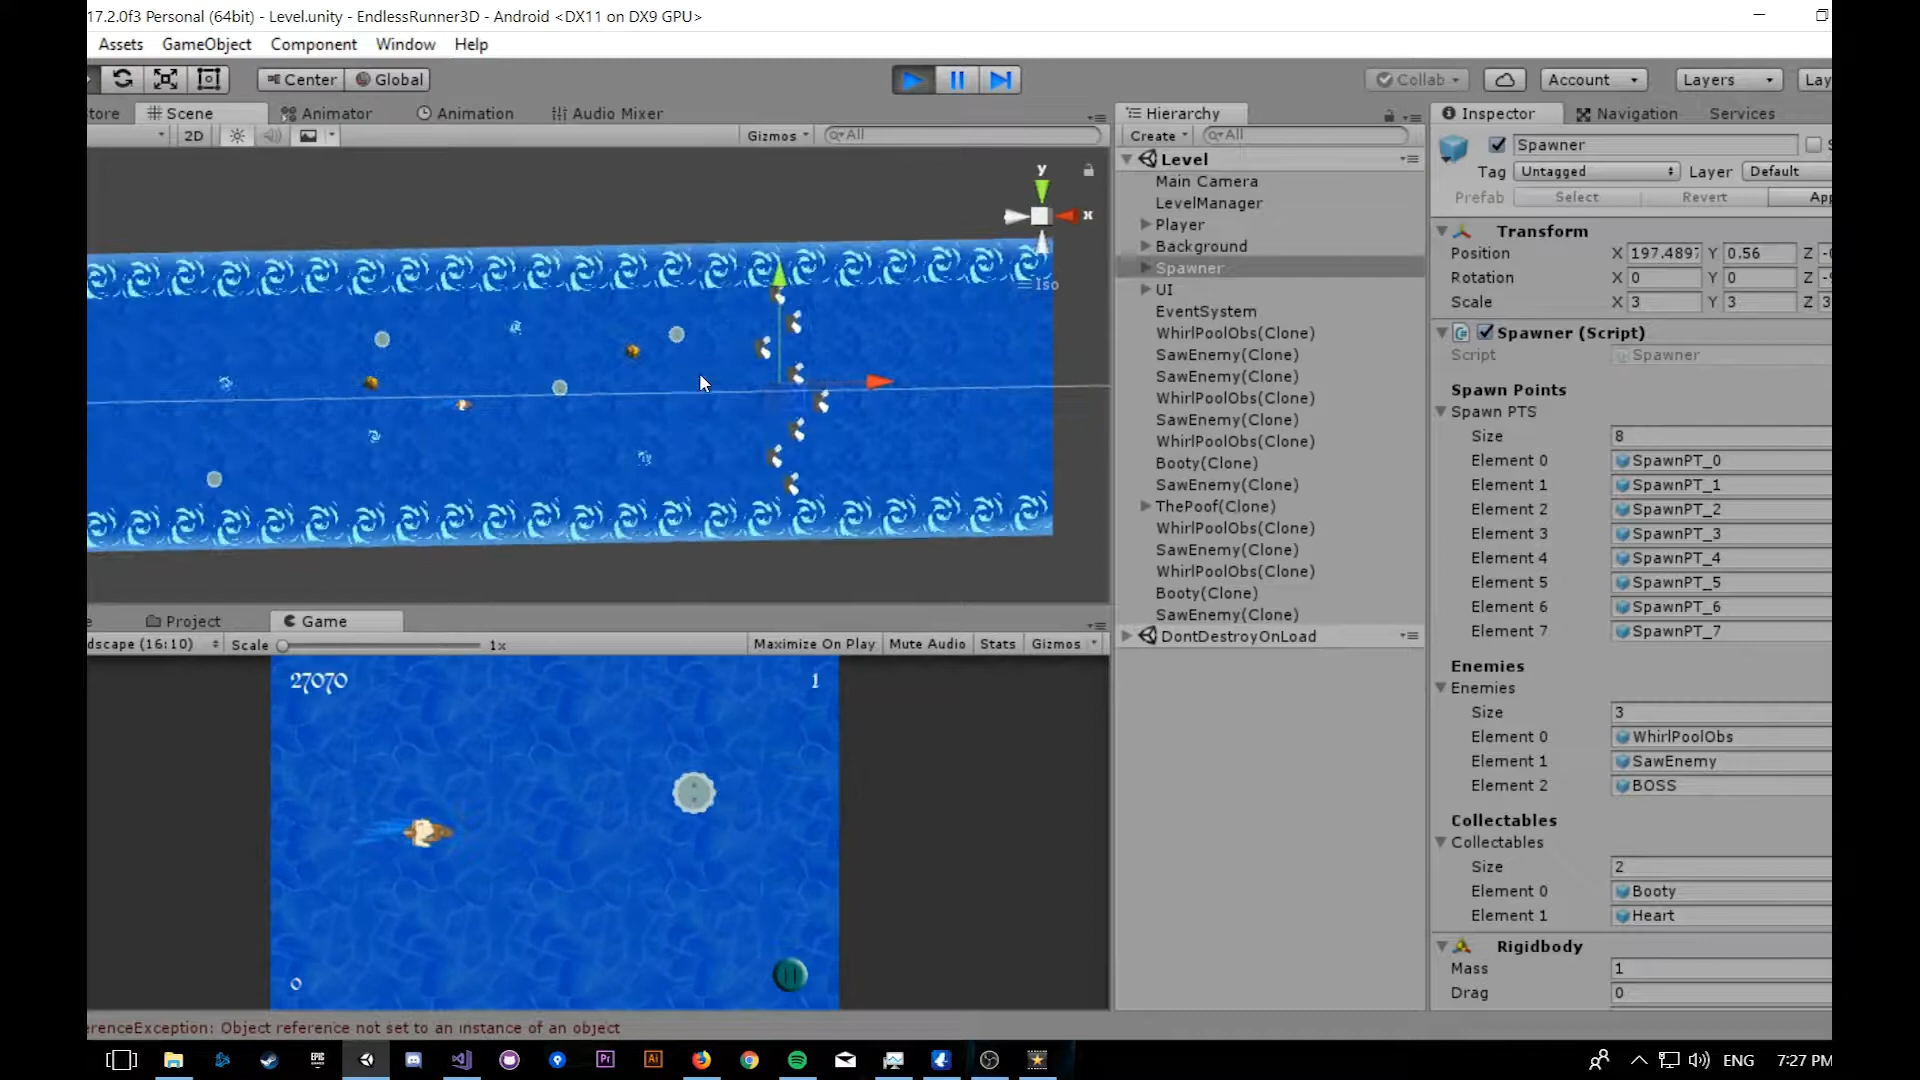 17.2.0f3 Personal (64bit) - Level.unity - EndlessRunner3D - Android <DX11 on DX9 GPU>
Assets GameObject Component Window Help
Center Global Collab Account Layers Lay
tore Scene Animator Animation Audio Mixer
2D Gizmos All
y
x
Iso
Hierarchy
Create All
Level
Main Camera
LevelManager
Player
Background
Spawner
UI
EventSystem
WhirlPoolObs(Clone)
SawEnemy(Clone)
SawEnemy(Clone)
WhirlPoolObs(Clone)
SawEnemy(Clone)
WhirlPoolObs(Clone)
Booty(Clone)
SawEnemy(Clone)
ThePoof(Clone)
WhirlPoolObs(Clone)
SawEnemy(Clone)
WhirlPoolObs(Clone)
Booty(Clone)
SawEnemy(Clone)
DontDestroyOnLoad
Inspector Navigation Services
Spawner S
Tag Untagged Layer Default
Prefab Select Revert App
Transform
Position X 197.4897 Y 0.56 Z -
Rotation X 0 Y 0 Z -
Scale X 3 Y 3 Z 3
Spawner (Script)
Script Spawner
Spawn Points
Spawn PTS
Size 8
Element 0 SpawnPT_0
Element 1 SpawnPT_1
Element 2 SpawnPT_2
Element 3 SpawnPT_3
Element 4 SpawnPT_4
Element 5 SpawnPT_5
Element 6 SpawnPT_6
Element 7 SpawnPT_7
Enemies
Enemies
Size 3
Element 0 WhirlPoolObs
Element 1 SawEnemy
Element 2 BOSS
Collectables
Collectables
Size 2
Element 0 Booty
Element 1 Heart
Rigidbody
Mass 1
Drag 0
e Project Game
dscape (16:10) Scale 1x Maximize On Play Mute Audio Stats Gizmos
27070 1
0
erenceException: Object reference not set to an instance of an object
EPIC Pr Ai ENG 7:27 PM